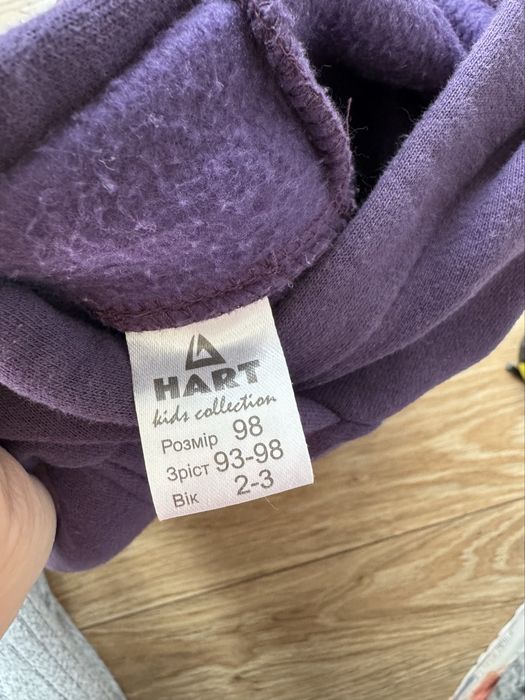 HART
kids collection
Розмір 98
Зріст 93-98
Вік 2-3